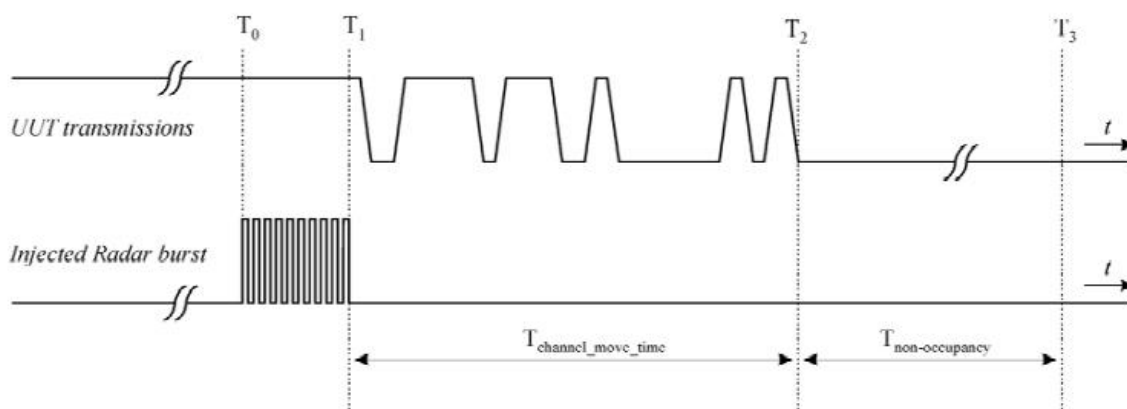 T0 T1 T2 T3
UUT transmissions
t
Injected Radar burst
t
Tchannel_move_time Tnon-occupancy